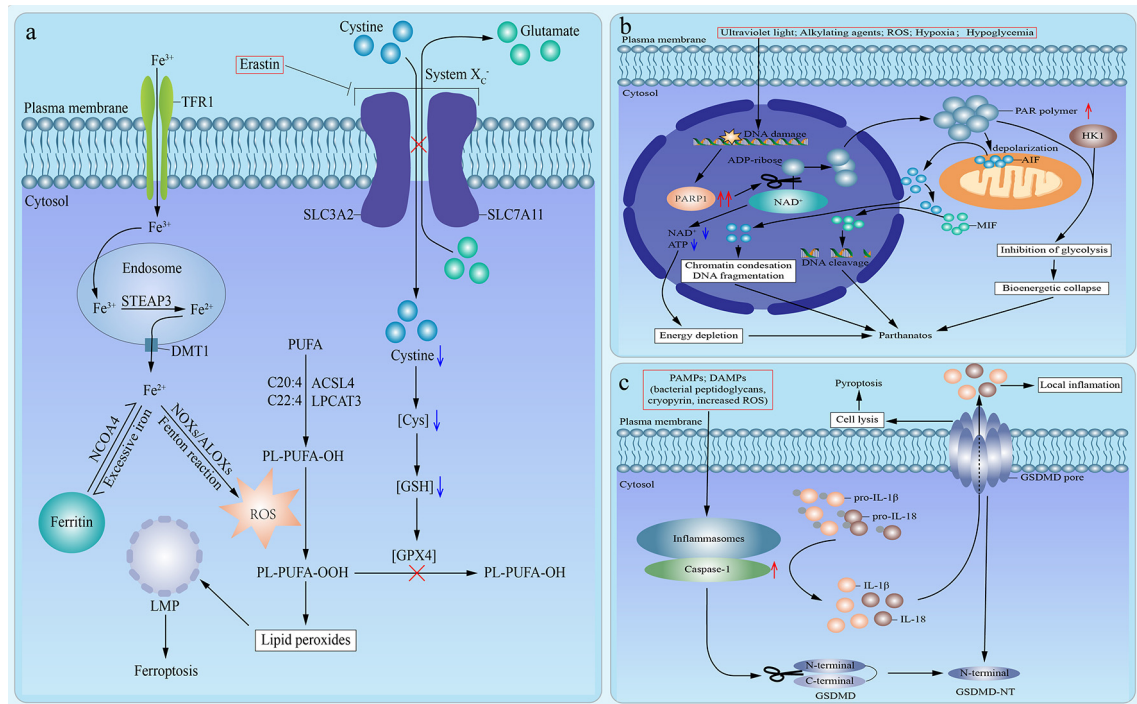 a
Cystine
Glutamate
Fe³⁺
Erastin
System X꜀⁻
Plasma membrane
TFR1
Cytosol
SLC3A2
SLC7A11
Fe³⁺
Endosome
Fe³⁺
STEAP3
Fe²⁺
DMT1
Fe²⁺
PUFA
Cystine
C20:4
ACSL4
C22:4
LPCAT3
[Cys]
NCOA4
Excessive iron
NOXs/ALOXs
Fenton reaction
PL-PUFA-OH
[GSH]
Ferritin
ROS
[GPX4]
PL-PUFA-OOH
PL-PUFA-OH
LMP
Lipid peroxides
Ferroptosis
b
Ultraviolet light; Alkylating agents; ROS; Hypoxia; Hypoglycemia
Plasma membrane
Cytosol
DNA damage
PAR polymer
HK1
ADP-ribose
depolarization
AIF
PARP1
NAD⁺
MIF
NAD⁺
ATP
Inhibition of glycolysis
Chromatin condesation
DNA fragmentation
DNA cleavage
Bioenergetic collapse
Energy depletion
Parthanatos
c
PAMPs; DAMPs
(bacterial peptidoglycans,
cryopyrin, increased ROS)
Pyroptosis
Local inflamation
Plasma membrane
Cell lysis
GSDMD pore
Cytosol
pro-IL-1β
pro-IL-18
Inflammasomes
Caspase-1
IL-1β
IL-18
N-terminal
C-terminal
GSDMD
N-terminal
GSDMD-NT